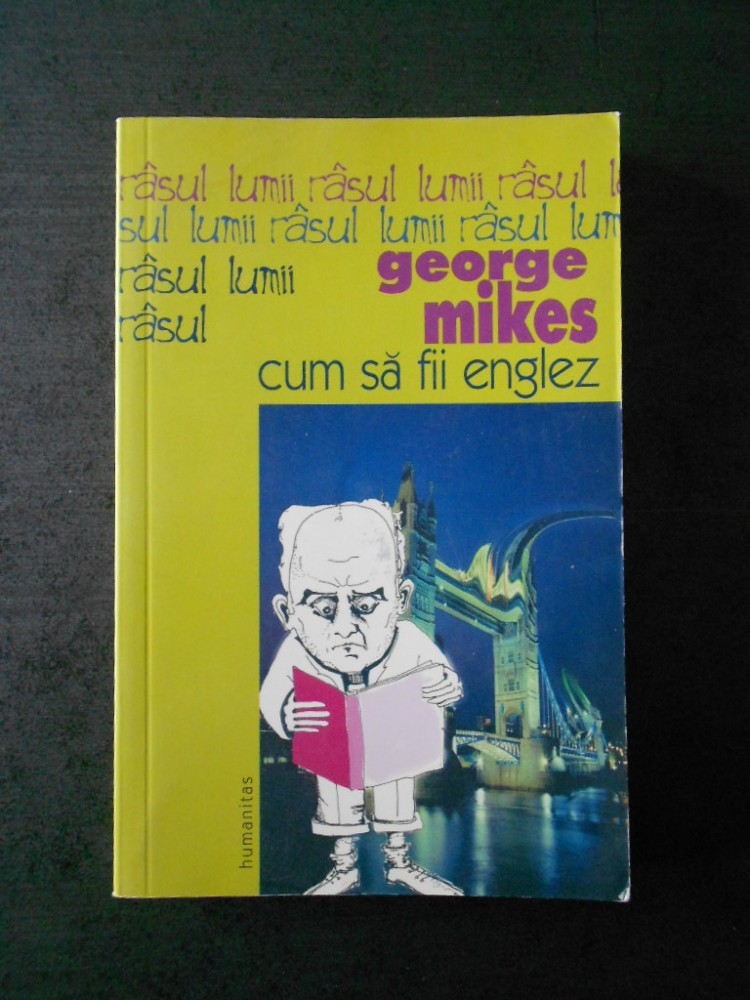 râsul lumii râsul lumii râsul l
sul lumii râsul lumii râsul lum
râsul lumii
râsul
george
mikes
cum să fii englez
humanitas